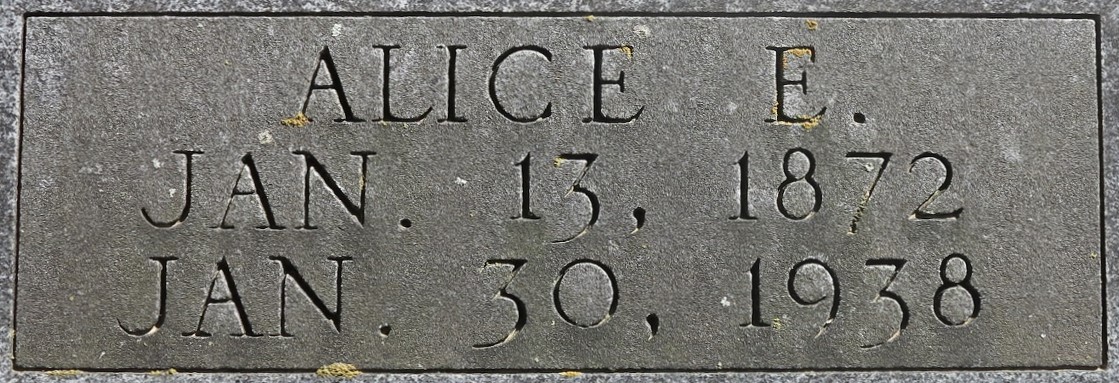 ALICE E.
JAN. 13, 1872
JAN. 30, 1938